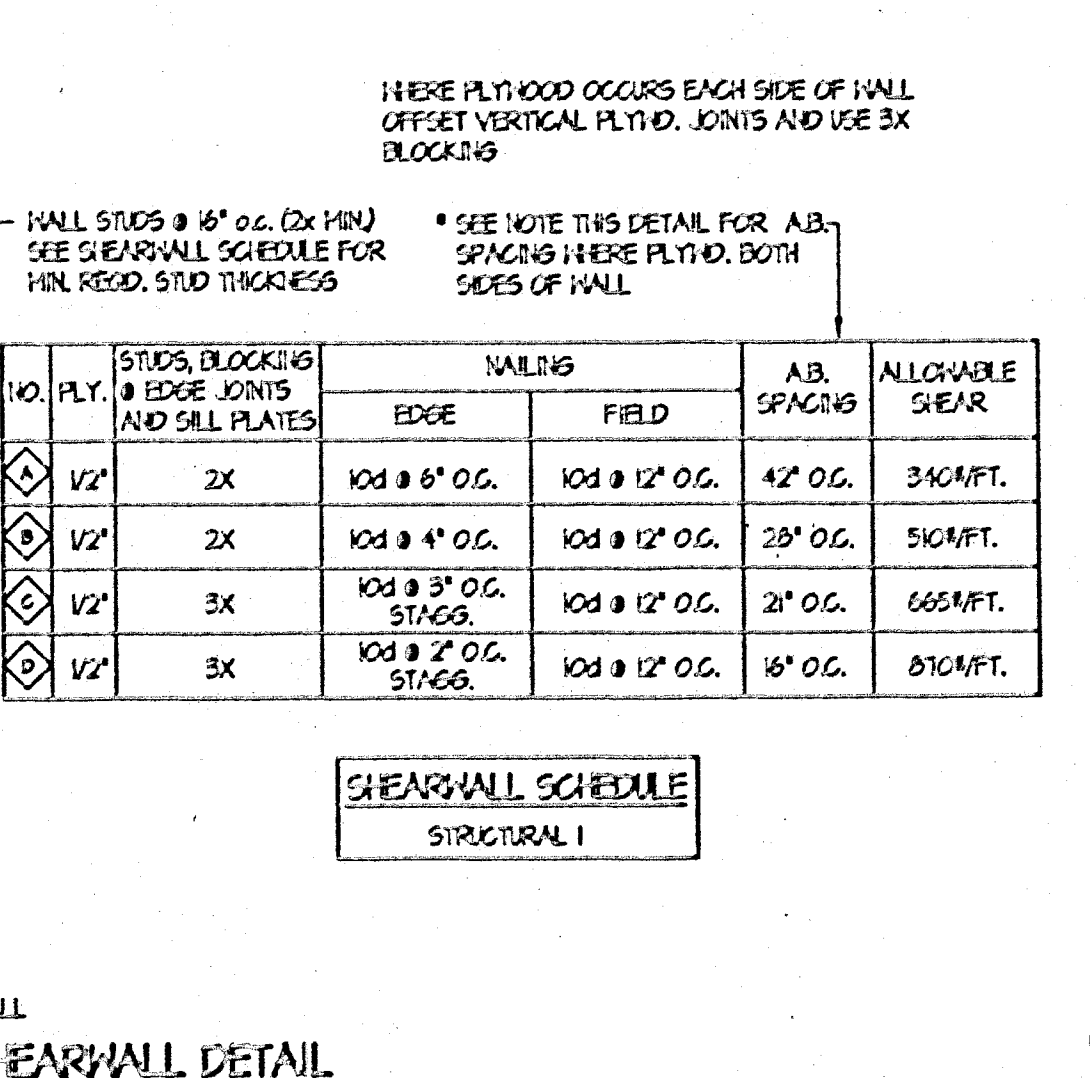 WHERE PLYWOOD OCCURS EACH SIDE OF WALL
OFFSET VERTICAL PLYWD. JOINTS AND USE 3X
BLOCKING
WALL STUDS @ 16" o.c. (2x MIN.)
SEE SHEARWALL SCHEDULE FOR
MIN. REQD. STUD THICKNESS
* SEE NOTE THIS DETAIL FOR A.B.
SPACING WHERE PLYWD. BOTH
SIDES OF WALL
NO. PLY. STUDS, BLOCKING @ EDGE JOINTS AND SILL PLATES NAILING A.B. SPACING ALLOWABLE SHEAR
EDGE FIELD
A 1/2" 2X 10d @ 6" O.C. 10d @ 12" O.C. 42" O.C. 340#/FT.
B 1/2" 2X 10d @ 4" O.C. 10d @ 12" O.C. 28" O.C. 510#/FT.
C 1/2" 3X 10d @ 3" O.C. STAGG. 10d @ 12" O.C. 21" O.C. 665#/FT.
D 1/2" 3X 10d @ 2" O.C. STAGG. 10d @ 12" O.C. 16" O.C. 870#/FT.
SHEARWALL SCHEDULE
STRUCTURAL I
LL
EARWALL DETAIL